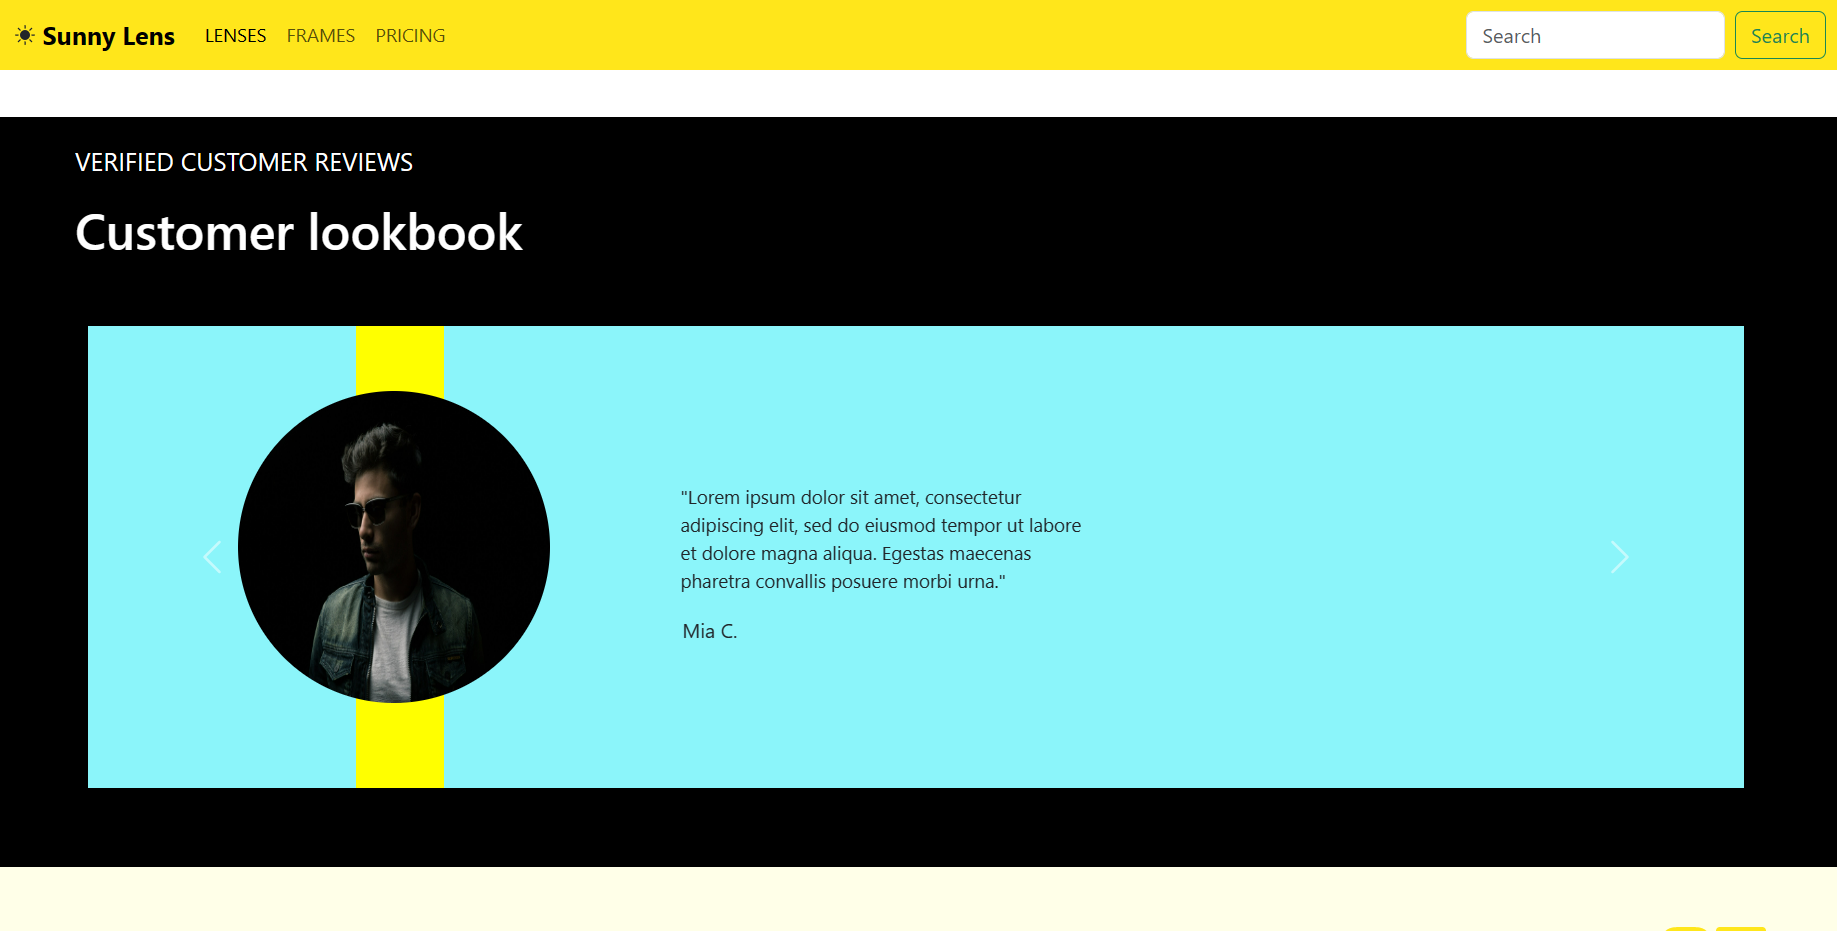 Sunny Lens
LENSES
FRAMES
PRICING
Search
Search
VERIFIED CUSTOMER REVIEWS
Customer lookbook
"Lorem ipsum dolor sit amet, consectetur
adipiscing elit, sed do eiusmod tempor ut labore
et dolore magna aliqua. Egestas maecenas
pharetra convallis posuere morbi urna."
Mia C.